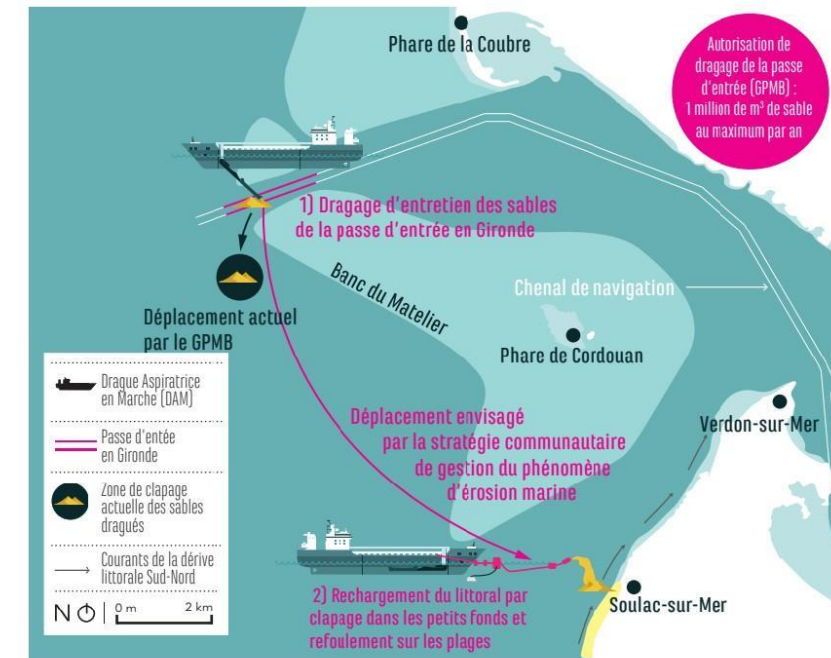 Phare de la Coubre
Autorisation de
dragage de la passe
d'entrée (GPMB) :
1 million de m³ de sable
au maximum par an
1) Dragage d'entretien des sables
de la passe d'entrée en Gironde
Banc du Matelier
Chenal de navigation
Déplacement actuel
par le GPMB
Phare de Cordouan
Verdon-sur-Mer
Déplacement envisagé
par la stratégie communautaire
de gestion du phénomène
d'érosion marine
Drague Aspiratrice
en Marche (DAM)
Passe d'entée
en Gironde
Zone de clapage
actuelle des sables
dragués
Courants de la dérive
littorale Sud-Nord
N 0 m 2 km
2) Rechargement du littoral par
clapage dans les petits fonds et
refoulement sur les plages
Soulac-sur-Mer